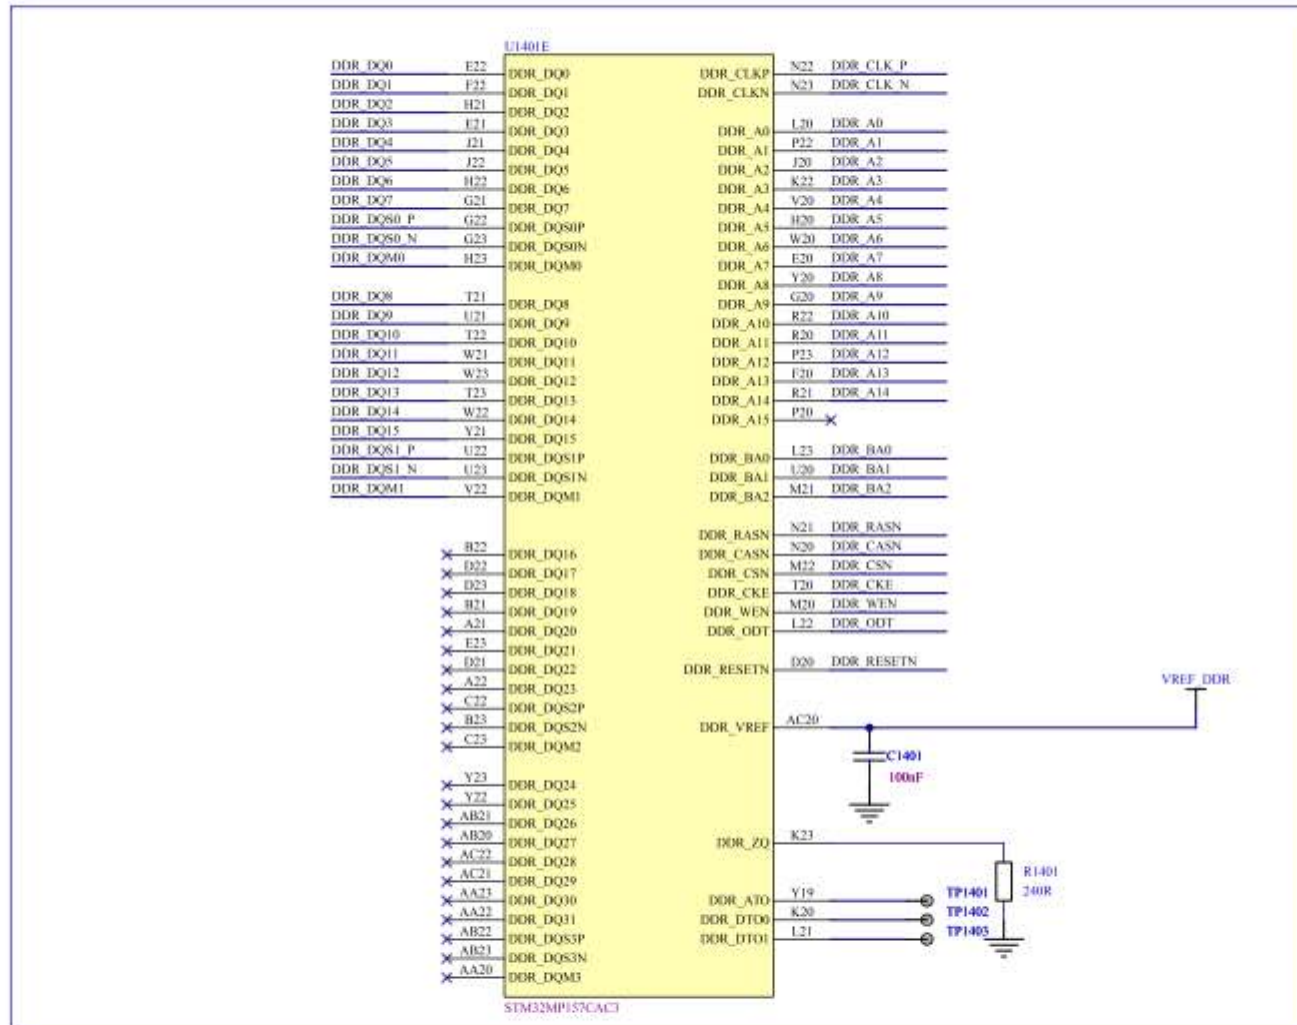 U1401E
DDR_DQ0 E22 DDR_DQ0 DDR_CLKP N22 DDR_CLK_P
DDR_DQ1 F22 DDR_DQ1 DDR_CLKN N23 DDR_CLK_N
DDR_DQ2 H21 DDR_DQ2
DDR_DQ3 E21 DDR_DQ3 DDR_A0 L20 DDR_A0
DDR_DQ4 J21 DDR_DQ4 DDR_A1 P22 DDR_A1
DDR_DQ5 J22 DDR_DQ5 DDR_A2 J20 DDR_A2
DDR_DQ6 H22 DDR_DQ6 DDR_A3 K22 DDR_A3
DDR_DQ7 G21 DDR_DQ7 DDR_A4 V20 DDR_A4
DDR_DQS0_P G22 DDR_DQS0P DDR_A5 H20 DDR_A5
DDR_DQS0_N G23 DDR_DQS0N DDR_A6 W20 DDR_A6
DDR_DQM0 H23 DDR_DQM0 DDR_A7 E20 DDR_A7
DDR_A8 Y20 DDR_A8
DDR_DQ8 T21 DDR_DQ8 DDR_A9 G20 DDR_A9
DDR_DQ9 U21 DDR_DQ9 DDR_A10 R22 DDR_A10
DDR_DQ10 T22 DDR_DQ10 DDR_A11 R20 DDR_A11
DDR_DQ11 W21 DDR_DQ11 DDR_A12 P23 DDR_A12
DDR_DQ12 W23 DDR_DQ12 DDR_A13 F20 DDR_A13
DDR_DQ13 T23 DDR_DQ13 DDR_A14 R21 DDR_A14
DDR_DQ14 W22 DDR_DQ14 DDR_A15 P20
DDR_DQ15 Y21 DDR_DQ15
DDR_DQS1_P U22 DDR_DQS1P DDR_BA0 L23 DDR_BA0
DDR_DQS1_N U23 DDR_DQS1N DDR_BA1 U20 DDR_BA1
DDR_DQM1 V22 DDR_DQM1 DDR_BA2 M21 DDR_BA2
DDR_RASN N21 DDR_RASN
B22 DDR_DQ16 DDR_CASN N20 DDR_CASN
D22 DDR_DQ17 DDR_CSN M22 DDR_CSN
D23 DDR_DQ18 DDR_CKE T20 DDR_CKE
B21 DDR_DQ19 DDR_WEN M20 DDR_WEN
A21 DDR_DQ20 DDR_ODT L22 DDR_ODT
E23 DDR_DQ21
D21 DDR_DQ22 DDR_RESETN D20 DDR_RESETN
A22 DDR_DQ23 VREF_DDR
C22 DDR_DQS2P
B23 DDR_DQS2N DDR_VREF AC20
C23 DDR_DQM2
C1401
100nF
Y23 DDR_DQ24
Y22 DDR_DQ25
AB21 DDR_DQ26
AB20 DDR_DQ27 DDR_ZQ K23
AC22 DDR_DQ28
AC21 DDR_DQ29 R1401
AA23 DDR_DQ30 DDR_ATO Y19 TP1401 240R
AA22 DDR_DQ31 DDR_DTO0 K20 TP1402
AB22 DDR_DQS3P DDR_DTO1 L21 TP1403
AB23 DDR_DQS3N
AA20 DDR_DQM3
STM32MP157CAC3